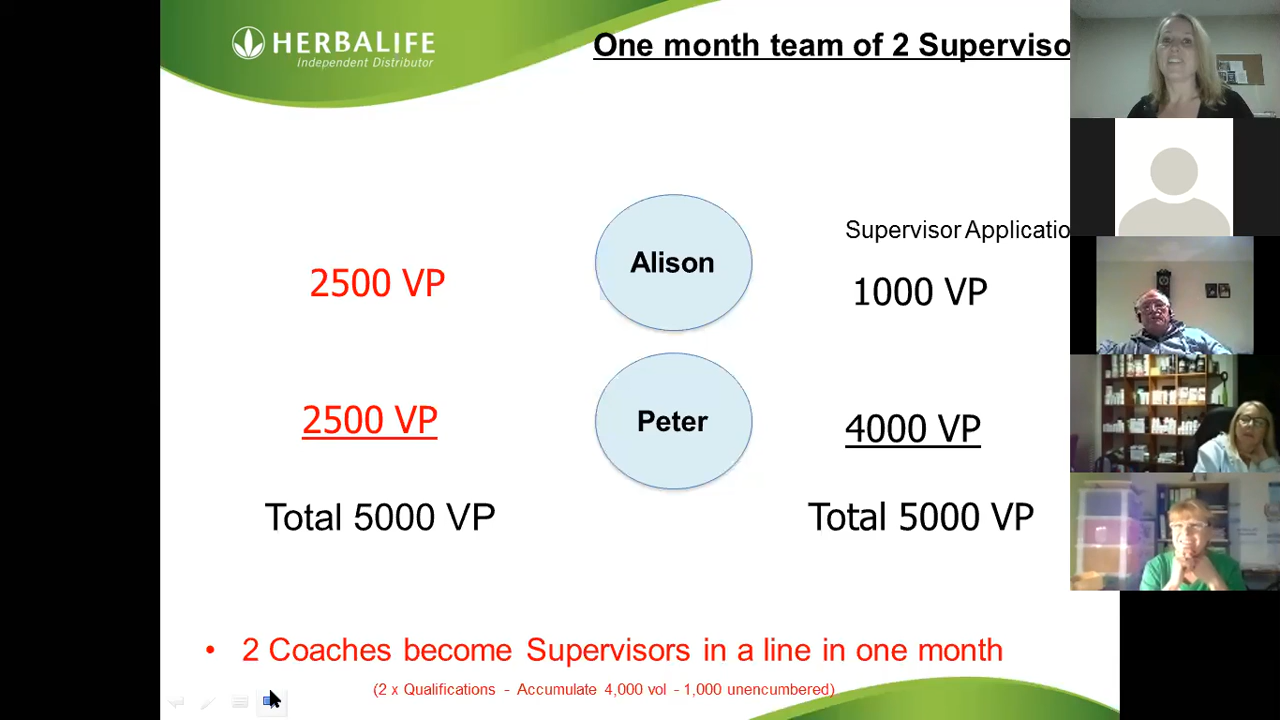 HERBALIFE
Independent Distributor
One month team of 2 Superviso
Supervisor Applicatio
2500 VP
Alison
1000 VP
2500 VP
Peter
4000 VP
Total 5000 VP
Total 5000 VP
• 2 Coaches become Supervisors in a line in one month
(2 x Qualifications - Accumulate 4,000 vol - 1,000 unencumbered)